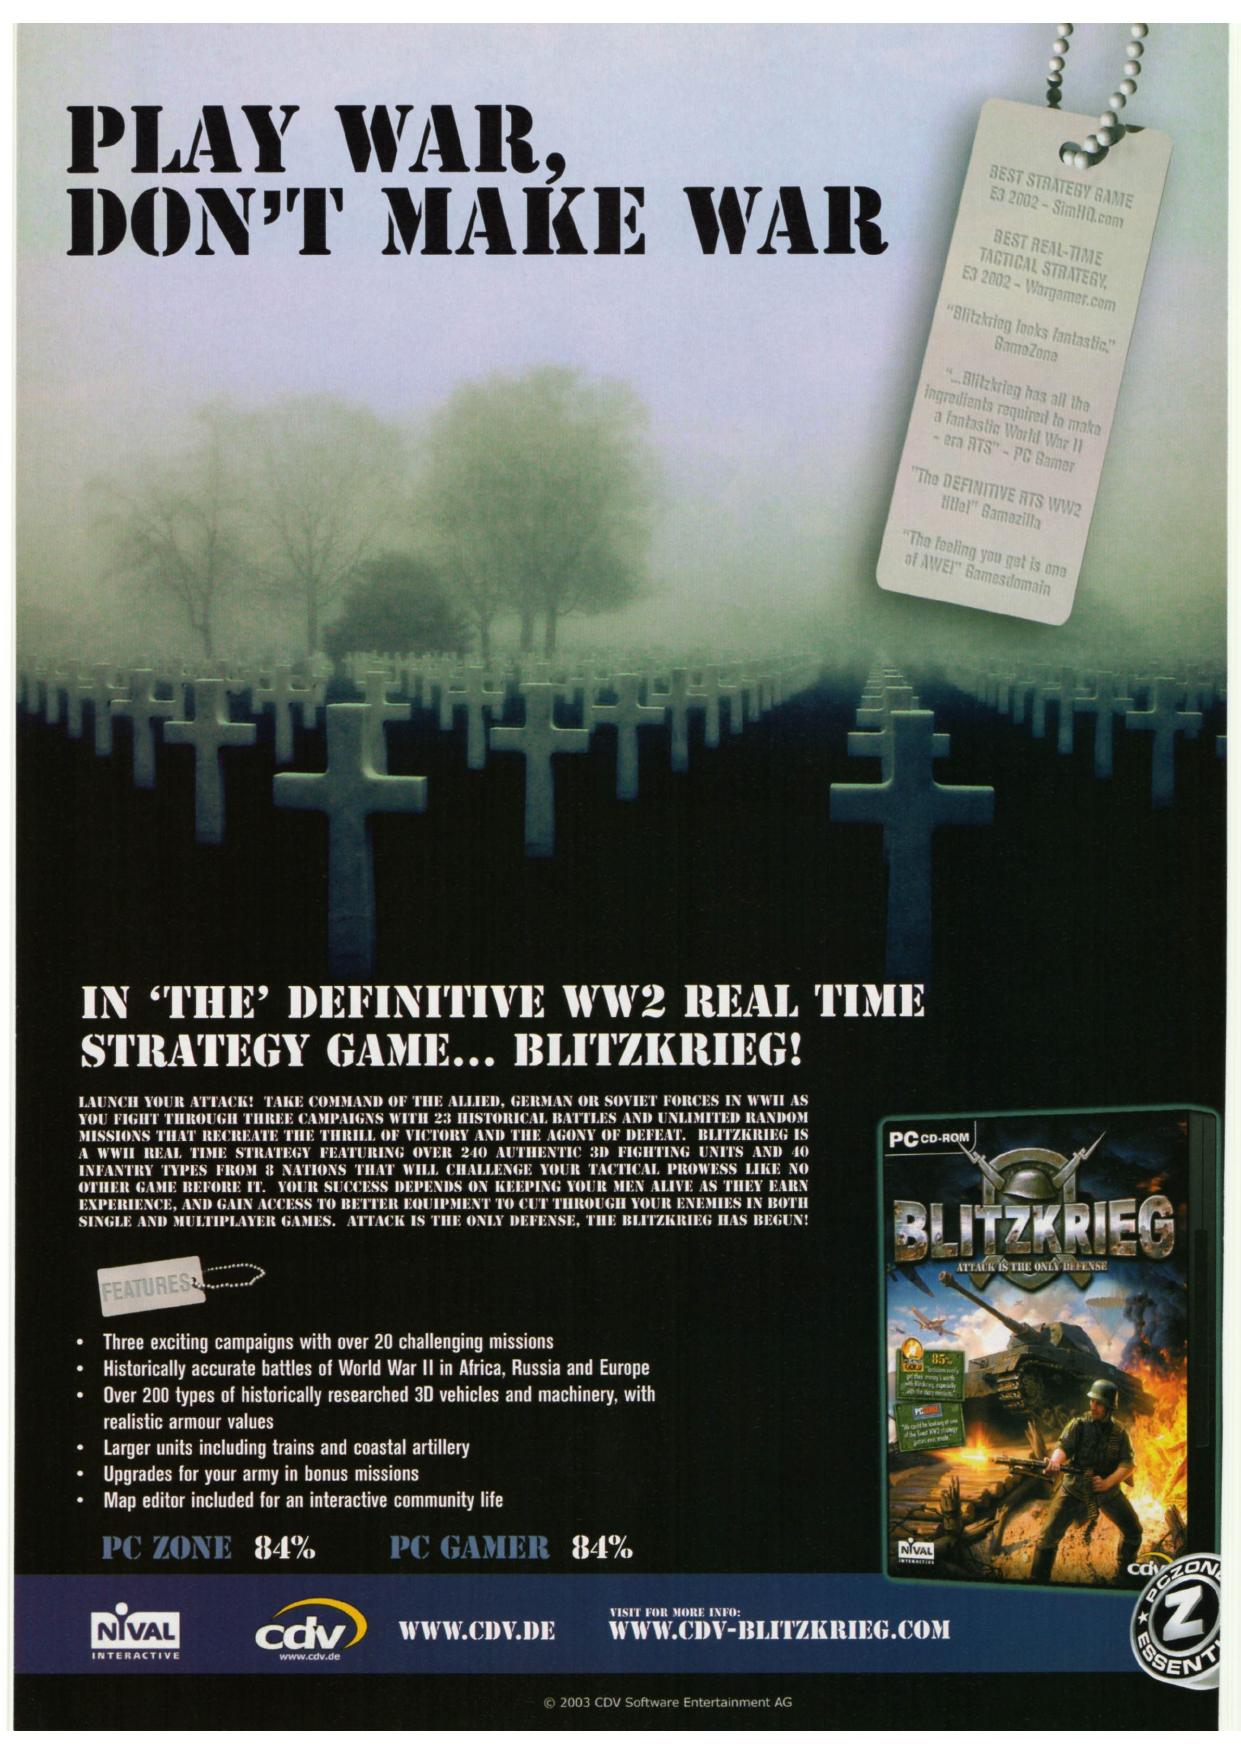 PLAY WAR,
DON'T MAKE WAR
BEST STRATEGY GAME
E3 2002 - SimHQ.com
BEST REAL-TIME
TACTICAL STRATEGY,
E3 2002 - Wargamer.com
"Blitzkrieg looks fantastic."
GameZone
"...Blitzkrieg has all the
ingredients required to make
a fantastic World War II
- era RTS" - PC Gamer
"The DEFINITIVE RTS WW2
title!" Gamezilla
"The feeling you get is one
of AWE!" Gamesdomain
IN 'THE' DEFINITIVE WW2 REAL TIME
STRATEGY GAME... BLITZKRIEG!
LAUNCH YOUR ATTACK! TAKE COMMAND OF THE ALLIED, GERMAN OR SOVIET FORCES IN WWII AS
YOU FIGHT THROUGH THREE CAMPAIGNS WITH 23 HISTORICAL BATTLES AND UNLIMITED RANDOM
MISSIONS THAT RECREATE THE THRILL OF VICTORY AND THE AGONY OF DEFEAT. BLITZKRIEG IS
A WWII REAL TIME STRATEGY FEATURING OVER 240 AUTHENTIC 3D FIGHTING UNITS AND 40
INFANTRY TYPES FROM 8 NATIONS THAT WILL CHALLENGE YOUR TACTICAL PROWESS LIKE NO
OTHER GAME BEFORE IT. YOUR SUCCESS DEPENDS ON KEEPING YOUR MEN ALIVE AS THEY EARN
EXPERIENCE, AND GAIN ACCESS TO BETTER EQUIPMENT TO CUT THROUGH YOUR ENEMIES IN BOTH
SINGLE AND MULTIPLAYER GAMES. ATTACK IS THE ONLY DEFENSE, THE BLITZKRIEG HAS BEGUN!
FEATURES
• Three exciting campaigns with over 20 challenging missions
• Historically accurate battles of World War II in Africa, Russia and Europe
• Over 200 types of historically researched 3D vehicles and machinery, with
realistic armour values
• Larger units including trains and coastal artillery
• Upgrades for your army in bonus missions
• Map editor included for an interactive community life
PC ZONE 84% PC GAMER 84%
PC CD-ROM
BLITZKRIEG
ATTACK IS THE ONLY DEFENSE
85%
NIVAL
INTERACTIVE
cdv
PCZONE
Z
ESSENTI
NIVAL
INTERACTIVE
cdv
www.cdv.de
WWW.CDV.DE
VISIT FOR MORE INFO:
WWW.CDV-BLITZKRIEG.COM
© 2003 CDV Software Entertainment AG